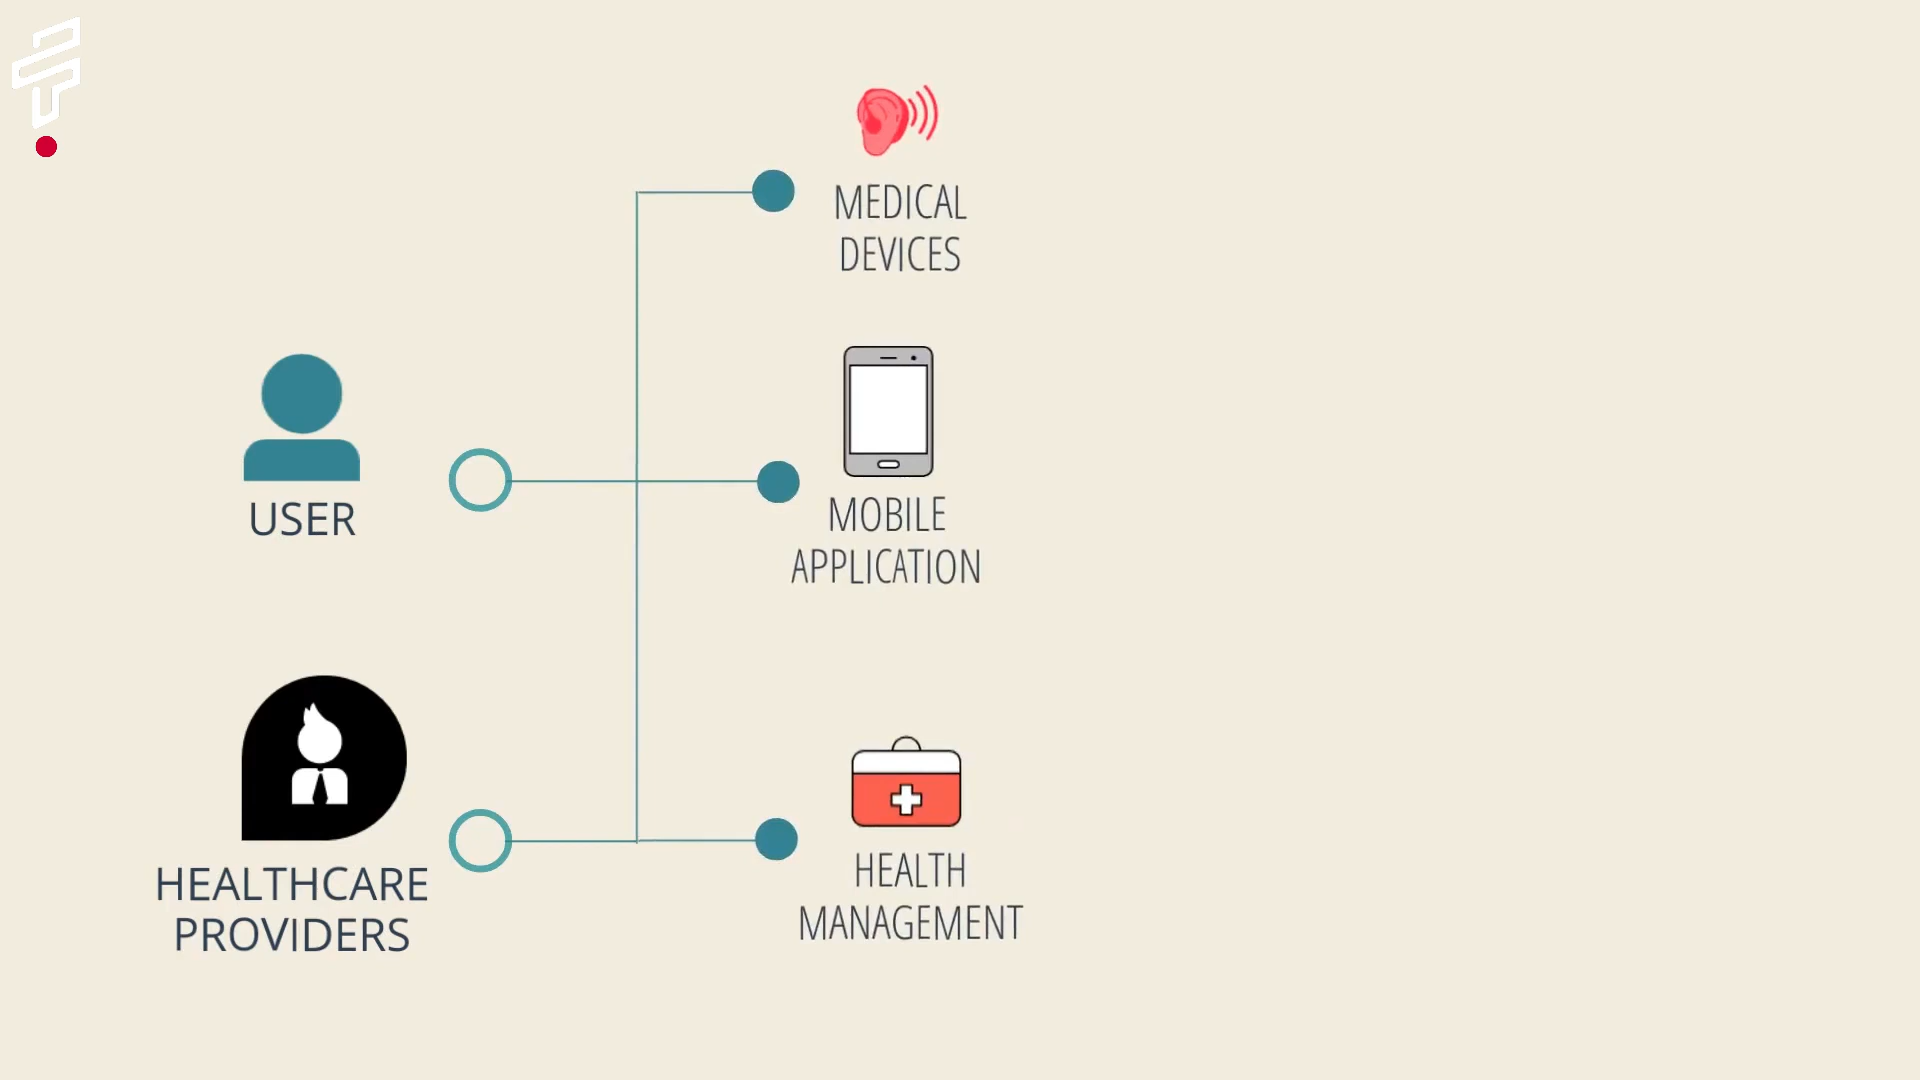 MEDICAL
DEVICES
USER
MOBILE
APPLICATION
HEALTHCARE
PROVIDERS
HEALTH
MANAGEMENT